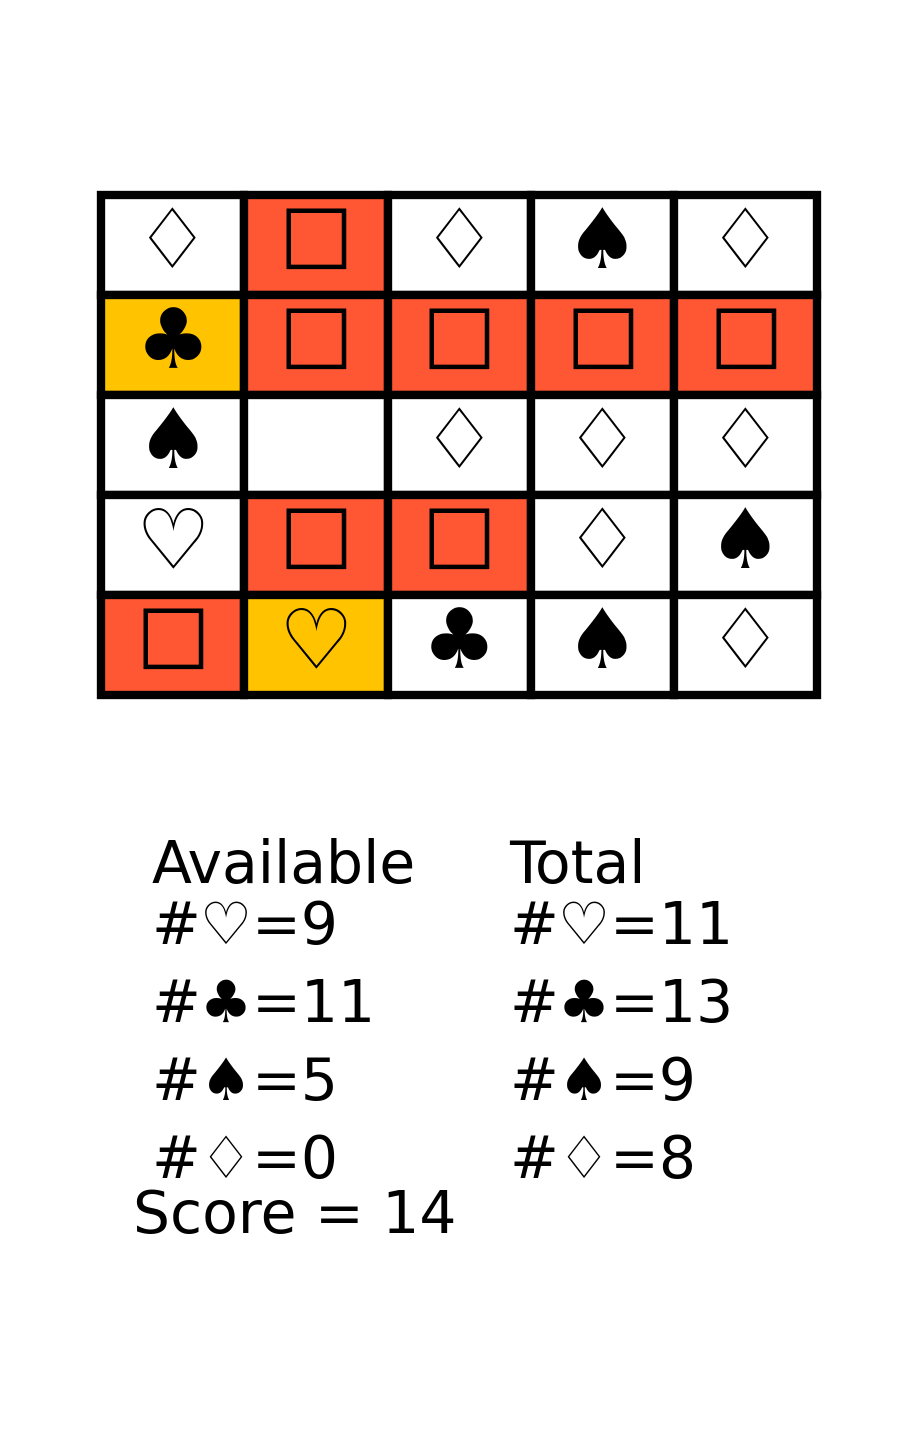 ♢ □ ♢ ♠ ♢
♣ □ □ □ □
♠ ♢ ♢ ♢
♡ □ □ ♢ ♠
□ ♡ ♣ ♠ ♢
Available Total
#♡=9 #♡=11
#♣=11 #♣=13
#♠=5 #♠=9
#♢=0 #♢=8
Score = 14